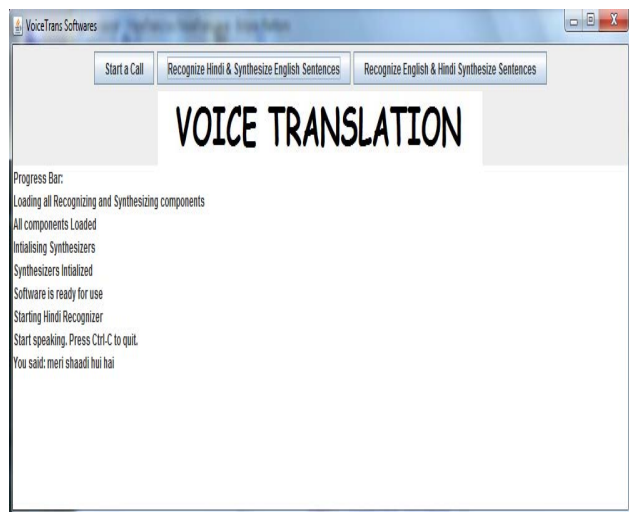 VoiceTrans Softwares
Start a Call Recognize Hindi & Synthesize English Sentences Recognize English & Hindi Synthesize Sentences
VOICE TRANSLATION
Progress Bar:
Loading all Recognizing and Synthesizing components
All components Loaded
Intialising Synthesizers
Synthesizers Intialized
Software is ready for use
Starting Hindi Recognizer
Start speaking. Press Ctrl-C to quit.
You said: meri shaadi hui hai